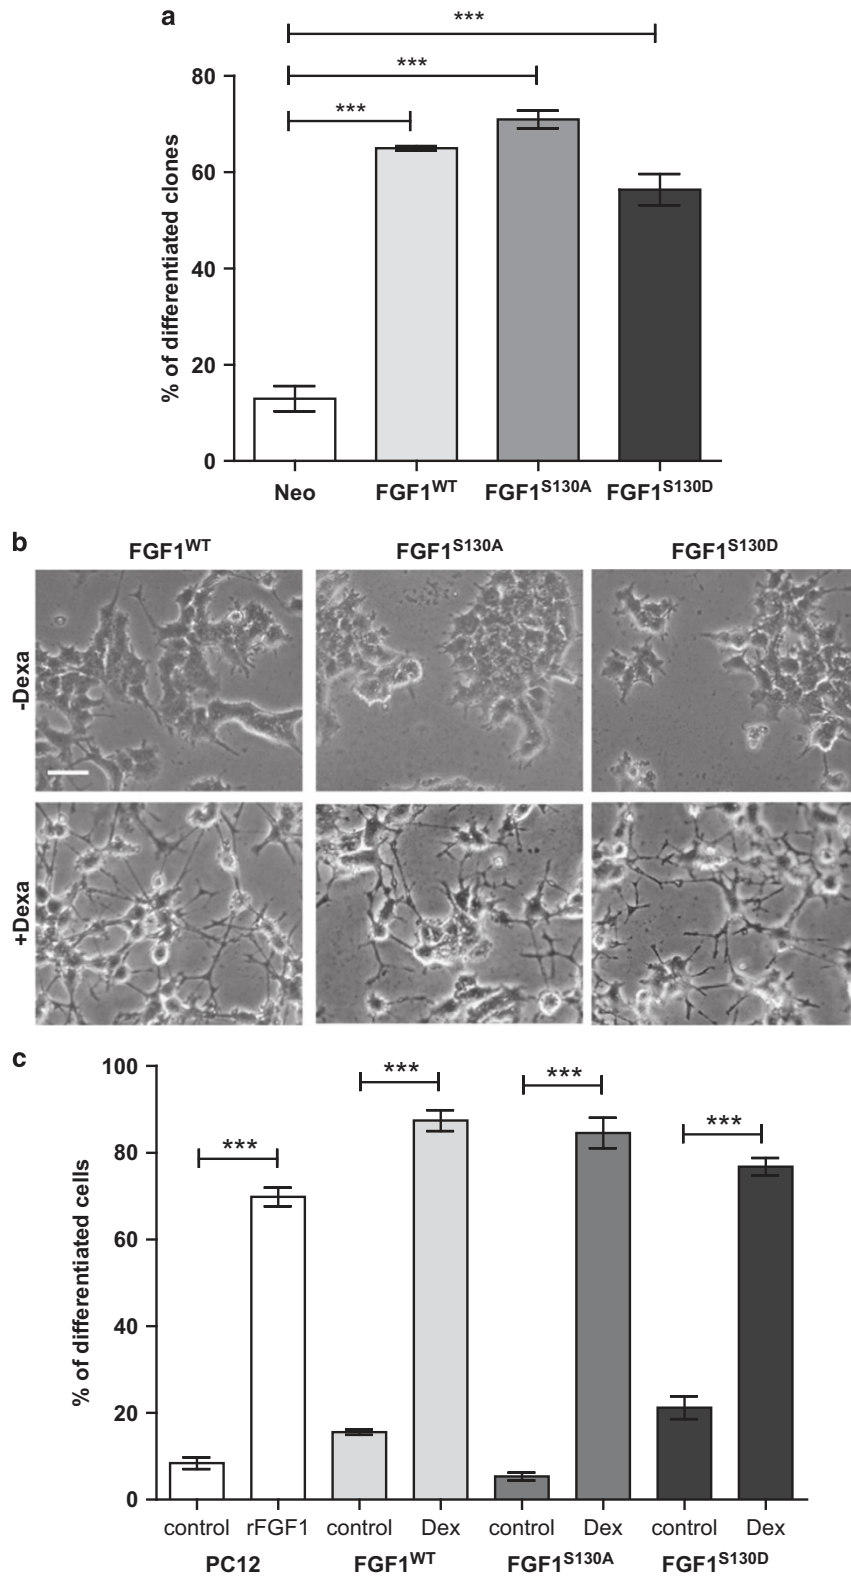 a
***
***
***
80
60
40
20
0
% of differentiated clones
Neo FGF1WT FGF1S130A FGF1S130D
b
FGF1WT FGF1S130A FGF1S130D
-Dexa
+Dexa
c
100
80
60
40
20
0
% of differentiated cells
*** *** *** ***
control rFGF1 control Dex control Dex control Dex
PC12 FGF1WT FGF1S130A FGF1S130D